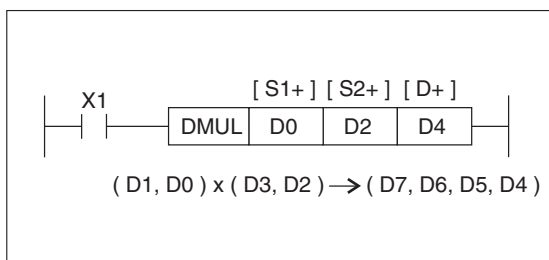 [ S1+ ] [ S2+ ] [ D+ ]
X1
DMUL D0 D2 D4
( D1, D0 ) x ( D3, D2 ) → ( D7, D6, D5, D4 )